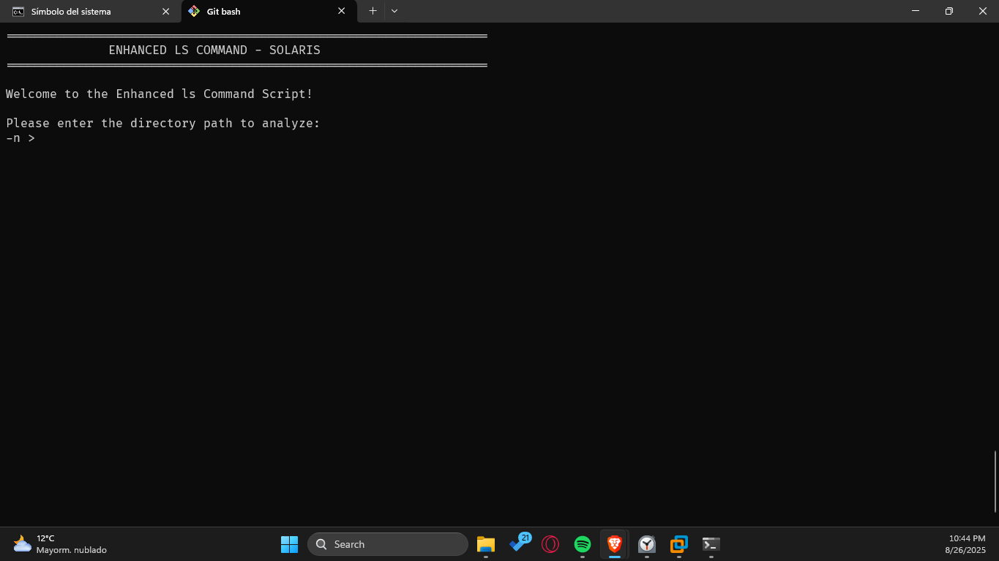 Símbolo del sistema
Git bash
ENHANCED LS COMMAND - SOLARIS
Welcome to the Enhanced ls Command Script!
Please enter the directory path to analyze:
-n >
12°C
Mayorm. nublado
Search
21
10:44 PM
8/26/2025